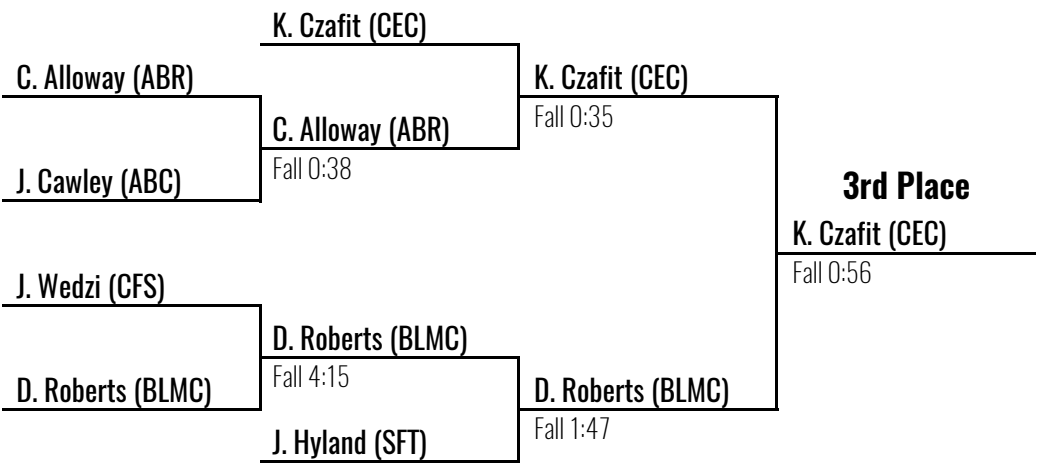 K. Czafit (CEC)
C. Alloway (ABR)
K. Czafit (CEC)
Fall 0:35
C. Alloway (ABR)
Fall 0:38
J. Cawley (ABC)
3rd Place
K. Czafit (CEC)
Fall 0:56
J. Wedzi (CFS)
D. Roberts (BLMC)
Fall 4:15
D. Roberts (BLMC)
D. Roberts (BLMC)
Fall 1:47
J. Hyland (SFT)